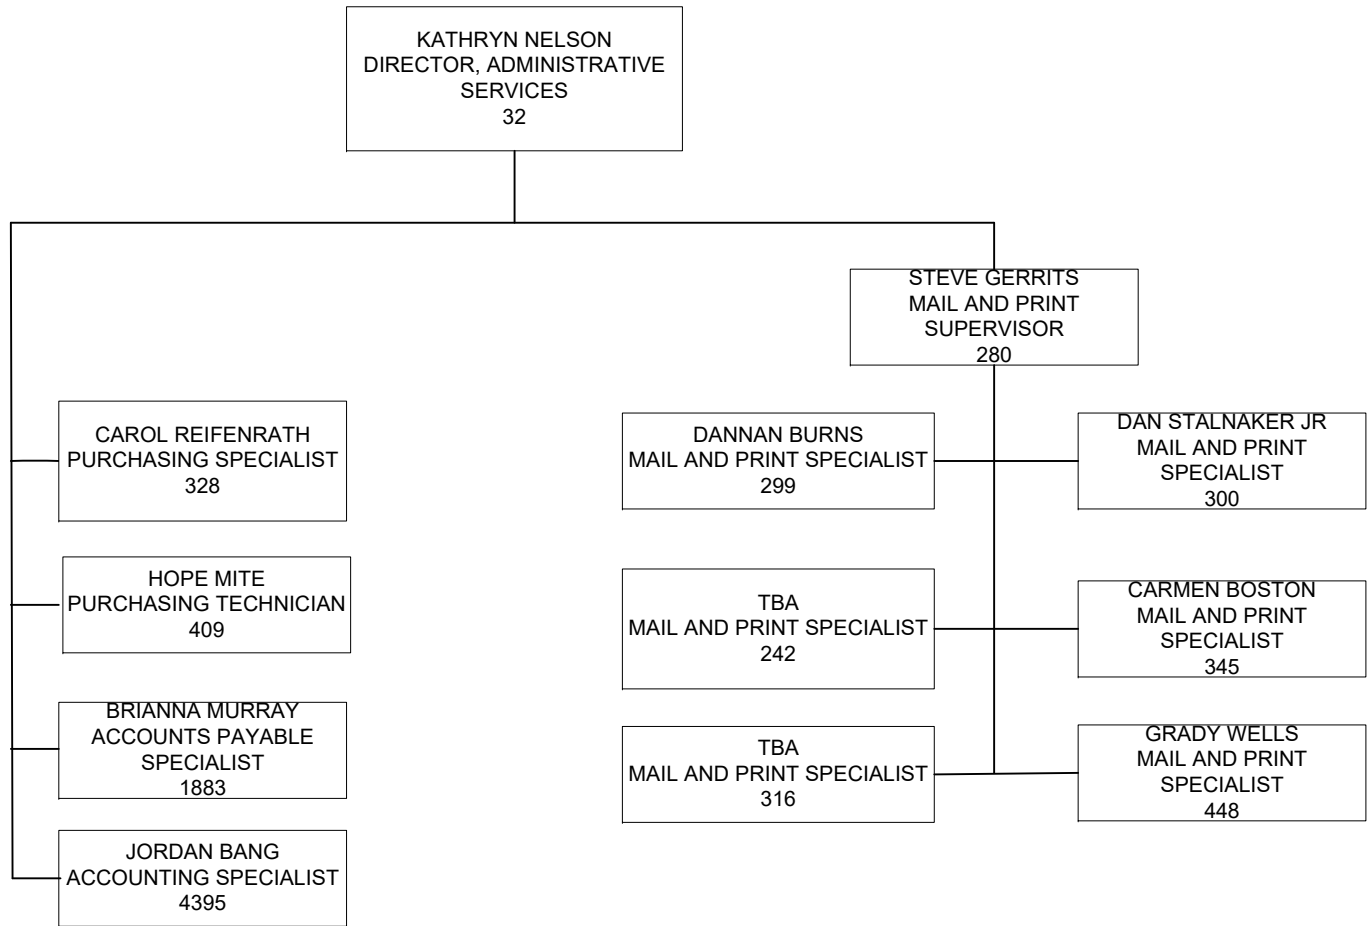 KATHRYN NELSON
DIRECTOR, ADMINISTRATIVE
SERVICES
32
STEVE GERRITS
MAIL AND PRINT
SUPERVISOR
280
CAROL REIFENRATH
PURCHASING SPECIALIST
328
HOPE MITE
PURCHASING TECHNICIAN
409
BRIANNA MURRAY
ACCOUNTS PAYABLE
SPECIALIST
1883
JORDAN BANG
ACCOUNTING SPECIALIST
4395
DANNAN BURNS
MAIL AND PRINT SPECIALIST
299
TBA
MAIL AND PRINT SPECIALIST
242
TBA
MAIL AND PRINT SPECIALIST
316
DAN STALNAKER JR
MAIL AND PRINT
SPECIALIST
300
CARMEN BOSTON
MAIL AND PRINT
SPECIALIST
345
GRADY WELLS
MAIL AND PRINT
SPECIALIST
448